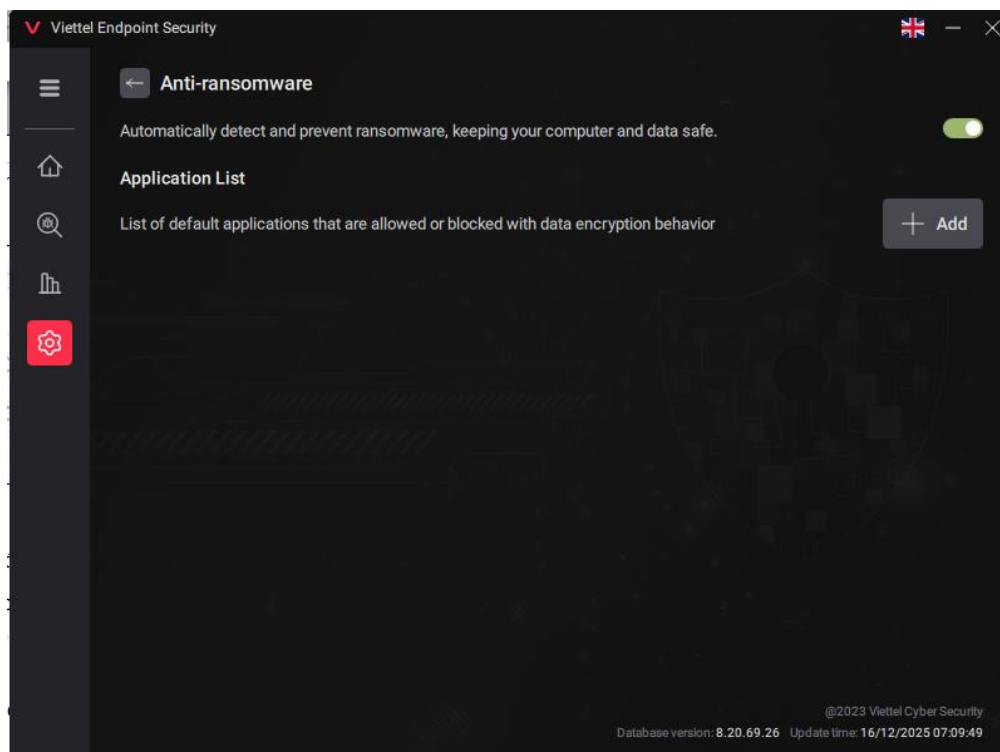 Viettel Endpoint Security
Anti-ransomware
Automatically detect and prevent ransomware, keeping your computer and data safe.
Application List
List of default applications that are allowed or blocked with data encryption behavior
Add
@2023 Viettel Cyber Security
Database version: 8.20.69.26 Update time: 16/12/2025 07:09:49